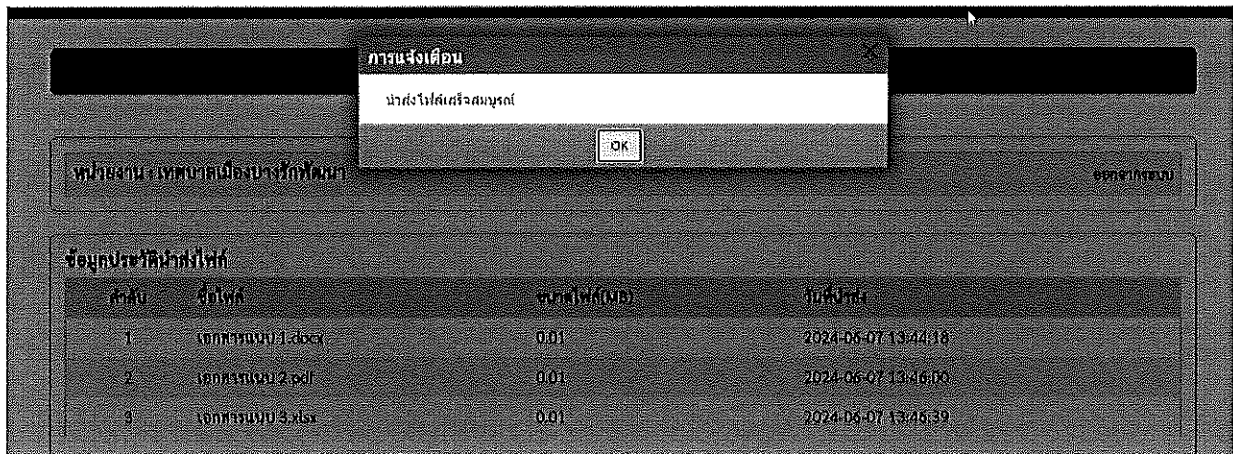 การแจ้งเตือน
นำส่งไฟล์เสร็จสมบูรณ์
OK
หน่วยงาน : เทศบาลเมืองบางรักพัฒนา
ออกจากระบบ
ข้อมูลประวัตินำส่งไฟล์
ลำดับ ชื่อไฟล์ ขนาดไฟล์(MB) วันที่นำส่ง
1 เอกสารแนบ 1.docx 0.01 2024-06-07 13:44:18
2 เอกสารแนบ 2.pdf 0.01 2024-06-07 13:46:00
3 เอกสารแนบ 3.xlsx 0.01 2024-06-07 13:46:39